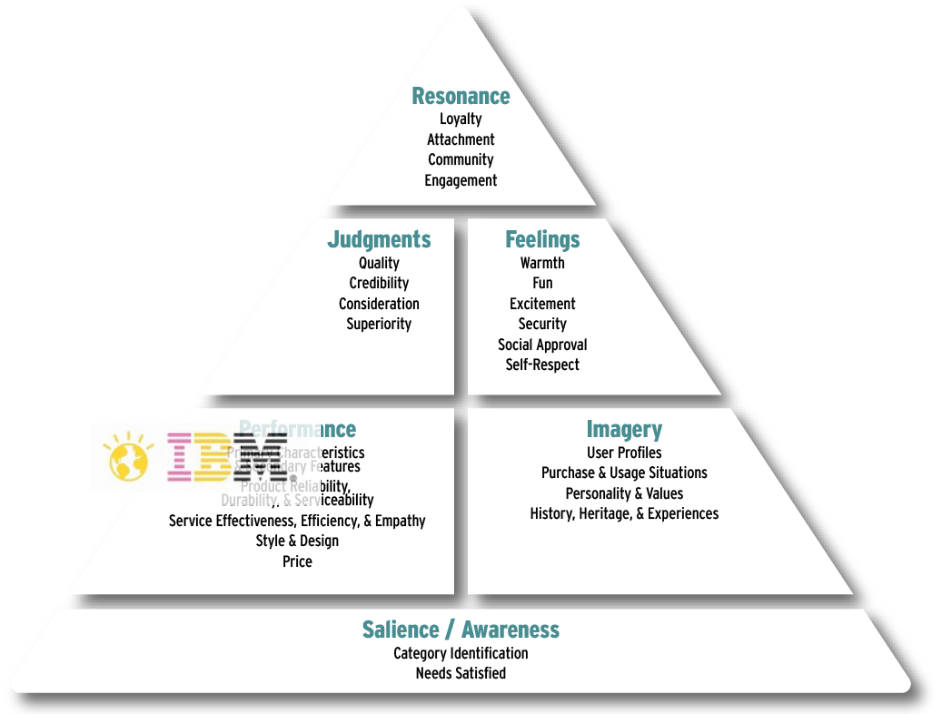 Resonance
Loyalty
Attachment
Community
Engagement
Judgments
Quality
Credibility
Consideration
Superiority
Feelings
Warmth
Fun
Excitement
Security
Social Approval
Self-Respect
IBM
Performance
Primary Characteristics
& Secondary Features
Product Reliability,
Durability, & Serviceability
Service Effectiveness, Efficiency, & Empathy
Style & Design
Price
Imagery
User Profiles
Purchase & Usage Situations
Personality & Values
History, Heritage, & Experiences
Salience / Awareness
Category Identification
Needs Satisfied